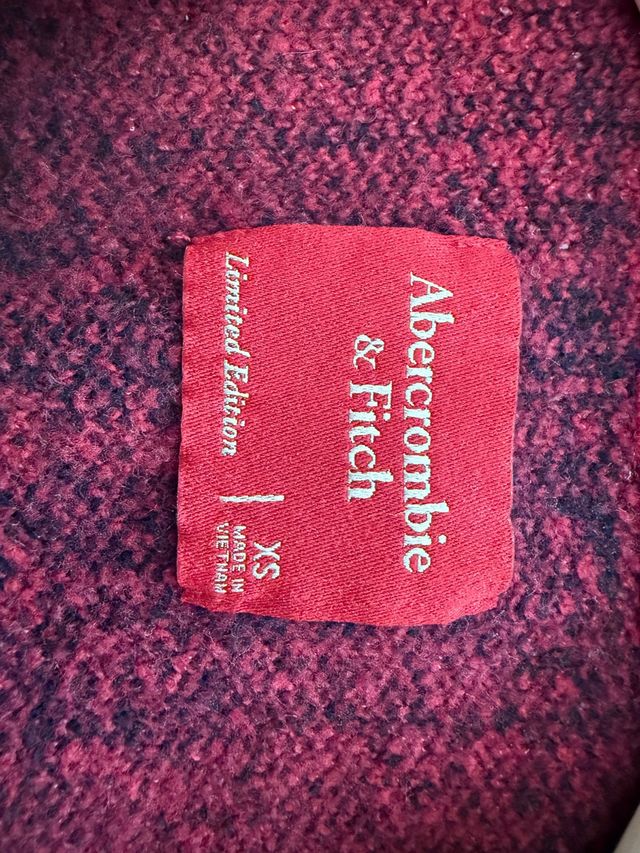 Abercrombie
& Fitch
Limited Edition
XS
MADE IN
VIETNAM